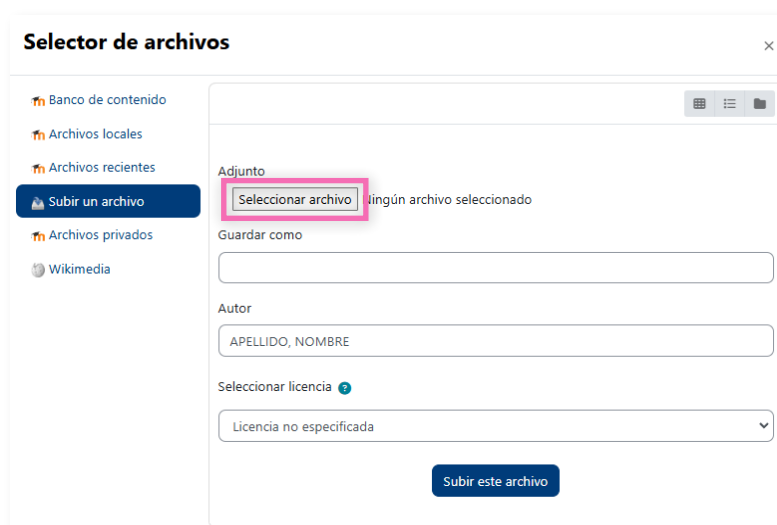 Selector de archivos
×
Banco de contenido
Archivos locales
Archivos recientes
Subir un archivo
Archivos privados
Wikimedia
Adjunto
Seleccionar archivo Ningún archivo seleccionado
Guardar como
Autor
APELLIDO, NOMBRE
Seleccionar licencia ?
Licencia no especificada
Subir este archivo